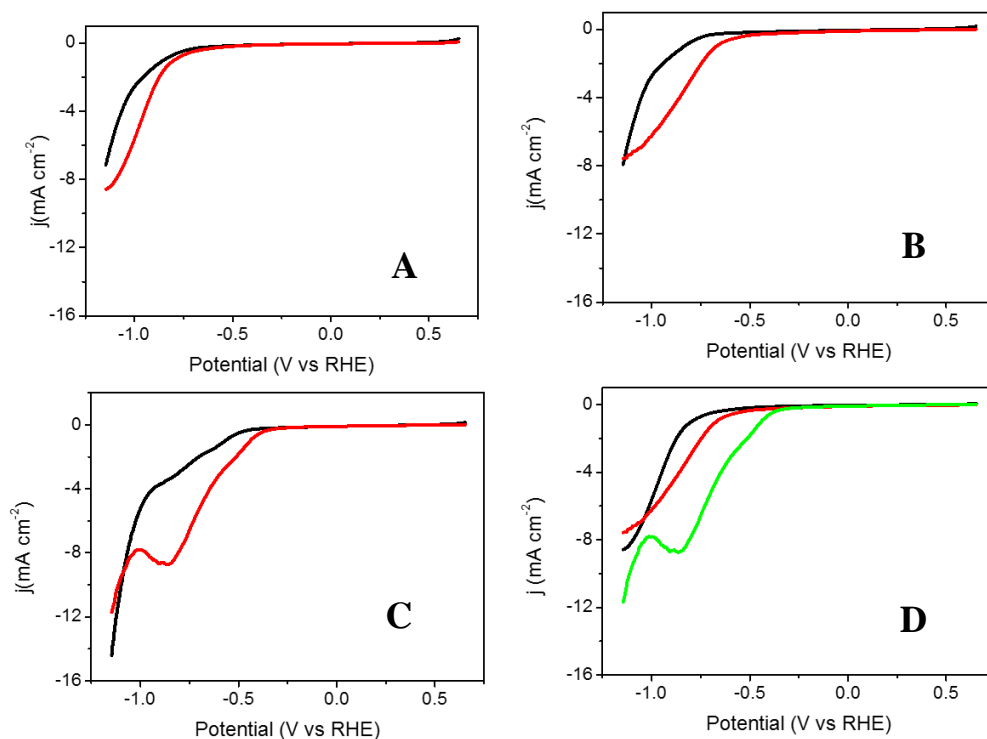 0
-4
-8
-12
-16
j(mA cm⁻²)
A
-1.0 -0.5 0.0 0.5
Potential (V vs RHE)
0
-4
-8
-12
-16
j(mA cm⁻²)
B
-1.0 -0.5 0.0 0.5
Potential (V vs RHE)
0
-4
-8
-12
-16
j(mA cm⁻²)
C
-1.0 -0.5 0.0 0.5
Potential (V vs RHE)
0
-4
-8
-12
-16
j (mA cm⁻²)
D
-1.0 -0.5 0.0 0.5
Potential (V vs RHE)